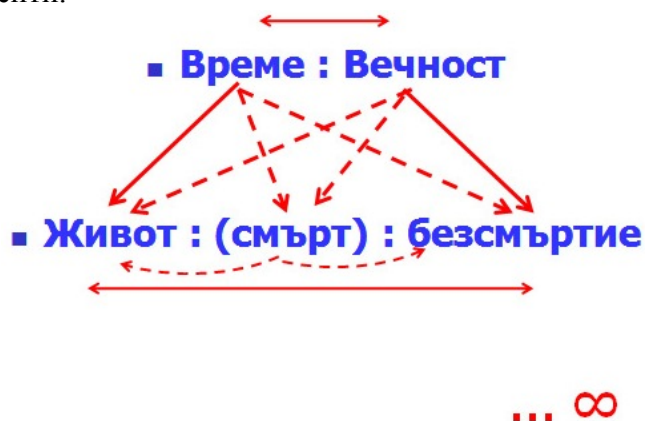 ▪ Време : Вечност
▪ Живот : (смърт) : безсмъртие
... ∞